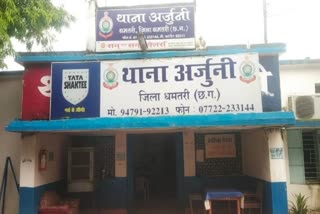 थाना अर्जुनी
धमतरी, जिला-धमतरी (छ.ग.)
TATA
SHAKTEE
थाना अर्जुनी
जिला धमतरी (छ.ग.)
मो. 94791-92213 फोन : 07722-233144